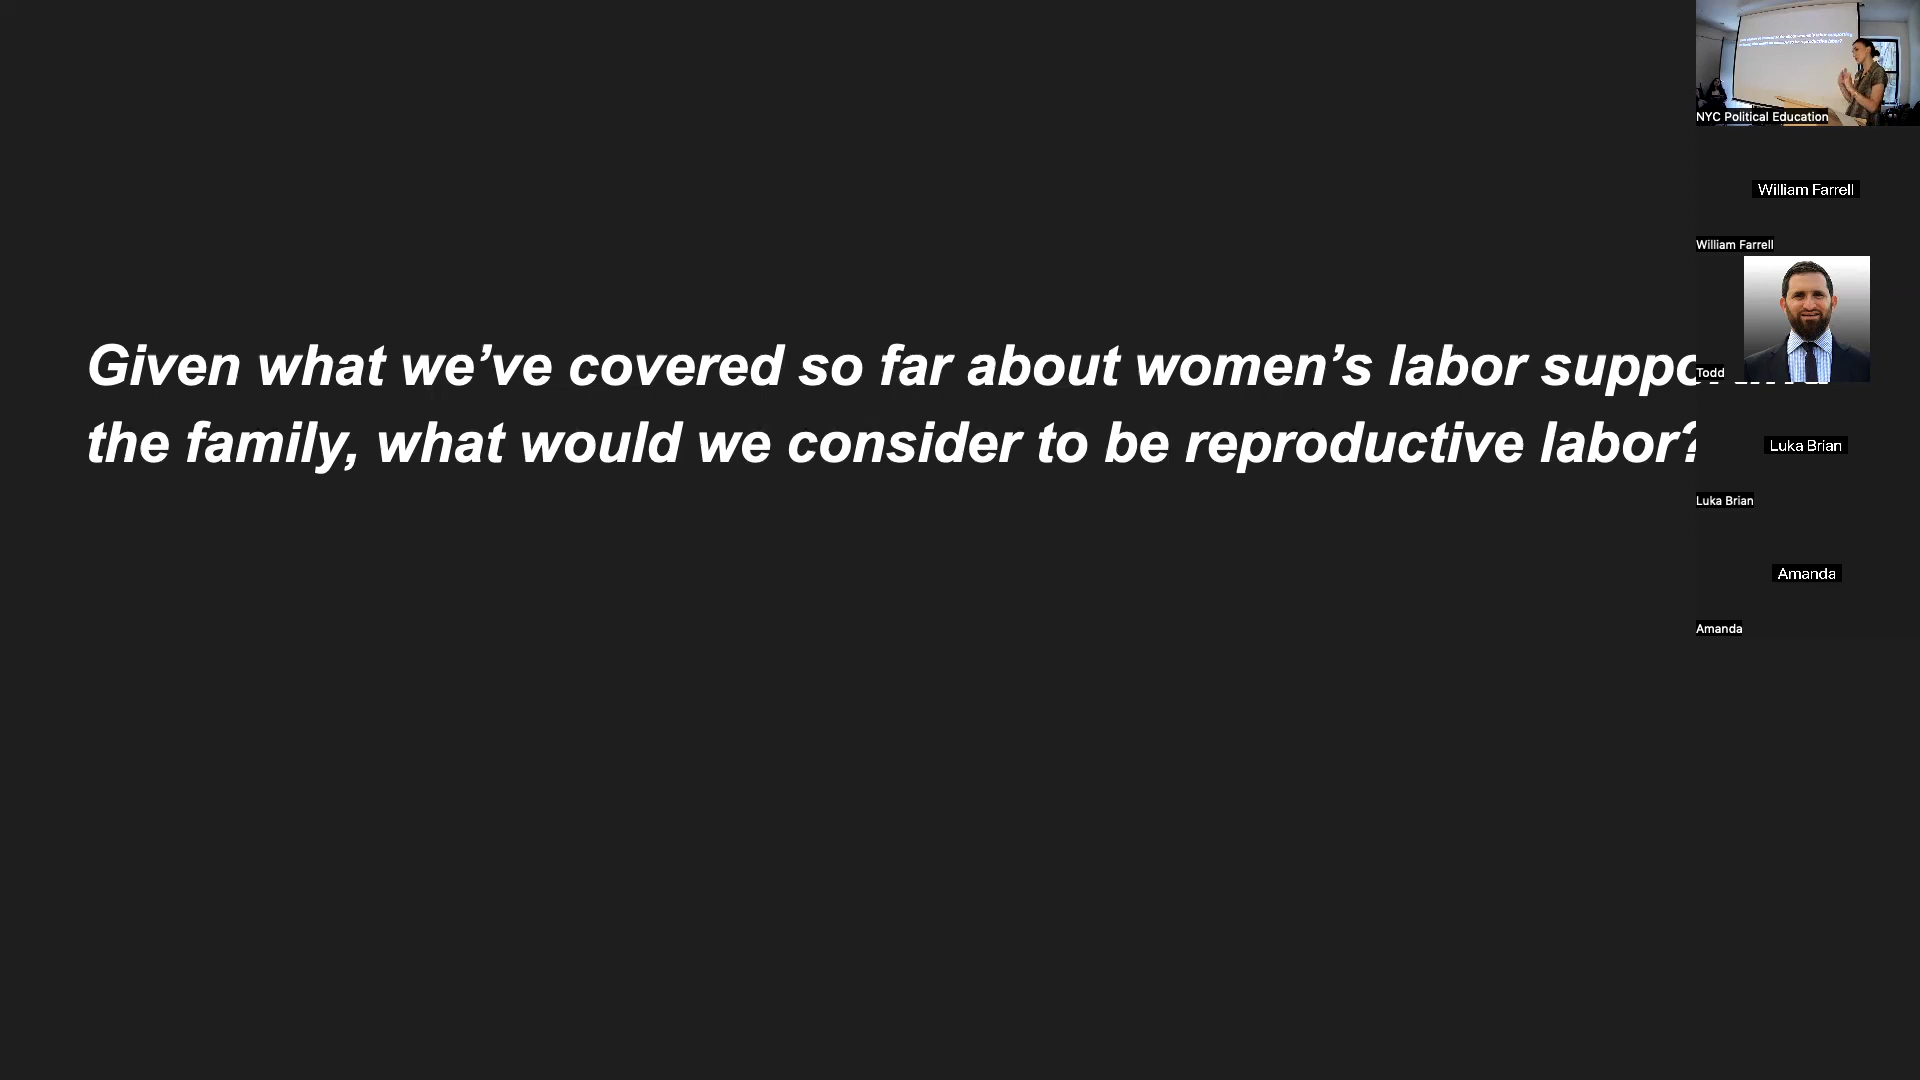 Given what we’ve covered so far about women’s labor
the family, what would we consider to be reproductive labor?
NYC Political Education
William Farrell
William Farrell
Todd
Luka Brian
Luka Brian
Amanda
Amanda